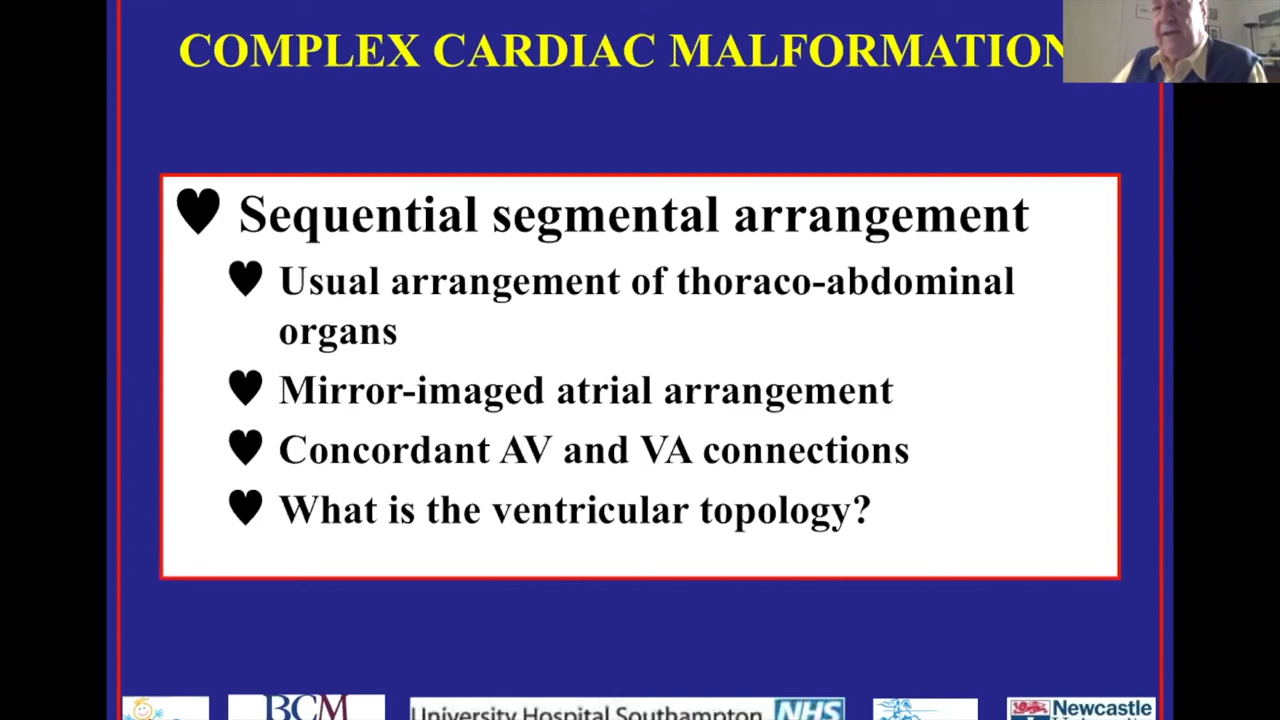 COMPLEX CARDIAC MALFORMATION
Sequential segmental arrangement
Usual arrangement of thoraco-abdominal
organs
Mirror-imaged atrial arrangement
Concordant AV and VA connections
What is the ventricular topology?
BCM
University Hospital Southampton NHS
Newcastle